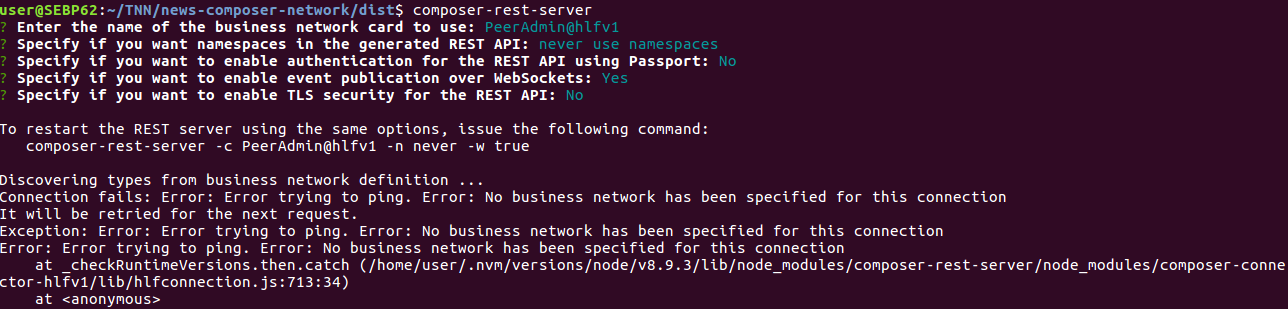 user@SEBP62:~/TNN/news-composer-network/dist$ composer-rest-server
? Enter the name of the business network card to use: PeerAdmin@hlfv1
? Specify if you want namespaces in the generated REST API: never use namespaces
? Specify if you want to enable authentication for the REST API using Passport: No
? Specify if you want to enable event publication over WebSockets: Yes
? Specify if you want to enable TLS security for the REST API: No

To restart the REST server using the same options, issue the following command:
   composer-rest-server -c PeerAdmin@hlfv1 -n never -w true

Discovering types from business network definition ...
Connection fails: Error: Error trying to ping. Error: No business network has been specified for this connection
It will be retried for the next request.
Exception: Error: Error trying to ping. Error: No business network has been specified for this connection
Error: Error trying to ping. Error: No business network has been specified for this connection
    at _checkRuntimeVersions.then.catch (/home/user/.nvm/versions/node/v8.9.3/lib/node_modules/composer-rest-server/node_modules/composer-conne
ctor-hlfv1/lib/hlfconnection.js:713:34)
    at <anonymous>